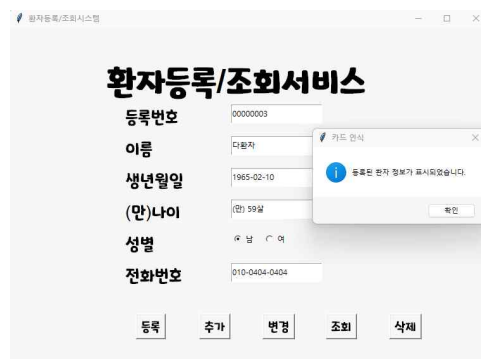 환자등록/조회시스템
환자등록/조회서비스
등록번호 00000003
이름 다환자
생년월일 1965-02-10
(만)나이 (만) 59살
성별 남 여
전화번호 010-0404-0404
등록 추가 변경 조회 삭제
카드 인식
등록된 환자 정보가 표시되었습니다.
확인